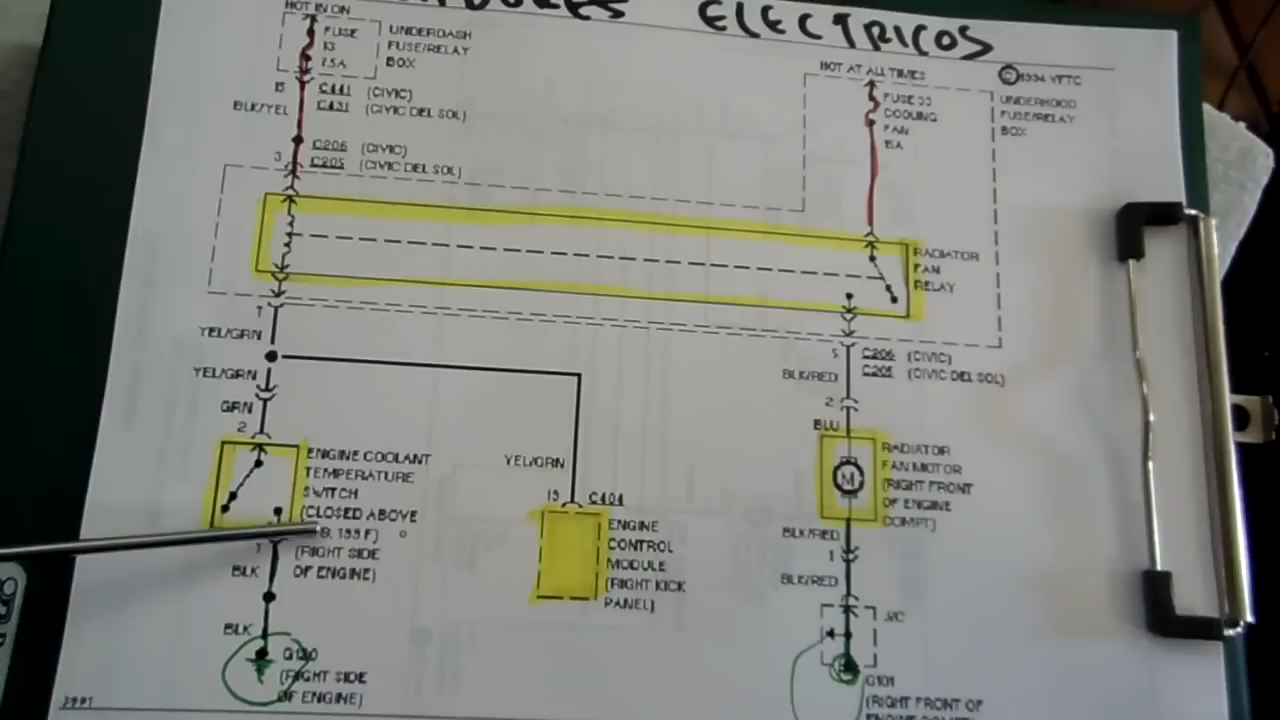 ELECTRICOS
HOT IN ON
FUSE
13
7.5A
UNDERDASH
FUSE/RELAY
BOX
15
C441 (CIVIC)
C431 (CIVIC DEL SOL)
BLK/YEL
C206 (CIVIC)
3
C205 (CIVIC DEL SOL)
HOT AT ALL TIMES
1994 VFTC
FUSE 33
COOLING
FAN
15A
UNDERHOOD
FUSE/RELAY
BOX
RADIATOR
FAN
RELAY
1
YEL/GRN
YEL/GRN
GRN
2
ENGINE COOLANT
TEMPERATURE
SWITCH
(CLOSED ABOVE
199 F)
(RIGHT SIDE
OF ENGINE)
1
BLK
BLK
(RIGHT SIDE
OF ENGINE)
YEL/GRN
19 C404
ENGINE
CONTROL
MODULE
(RIGHT KICK
PANEL)
5
C206 (CIVIC)
C205 (CIVIC DEL SOL)
BLK/RED
2
BLU
RADIATOR
FAN MOTOR
(RIGHT FRONT
OF ENGINE
COMPT)
M
BLK/RED
1
BLK/RED
J/C
G101
(RIGHT FRONT OF